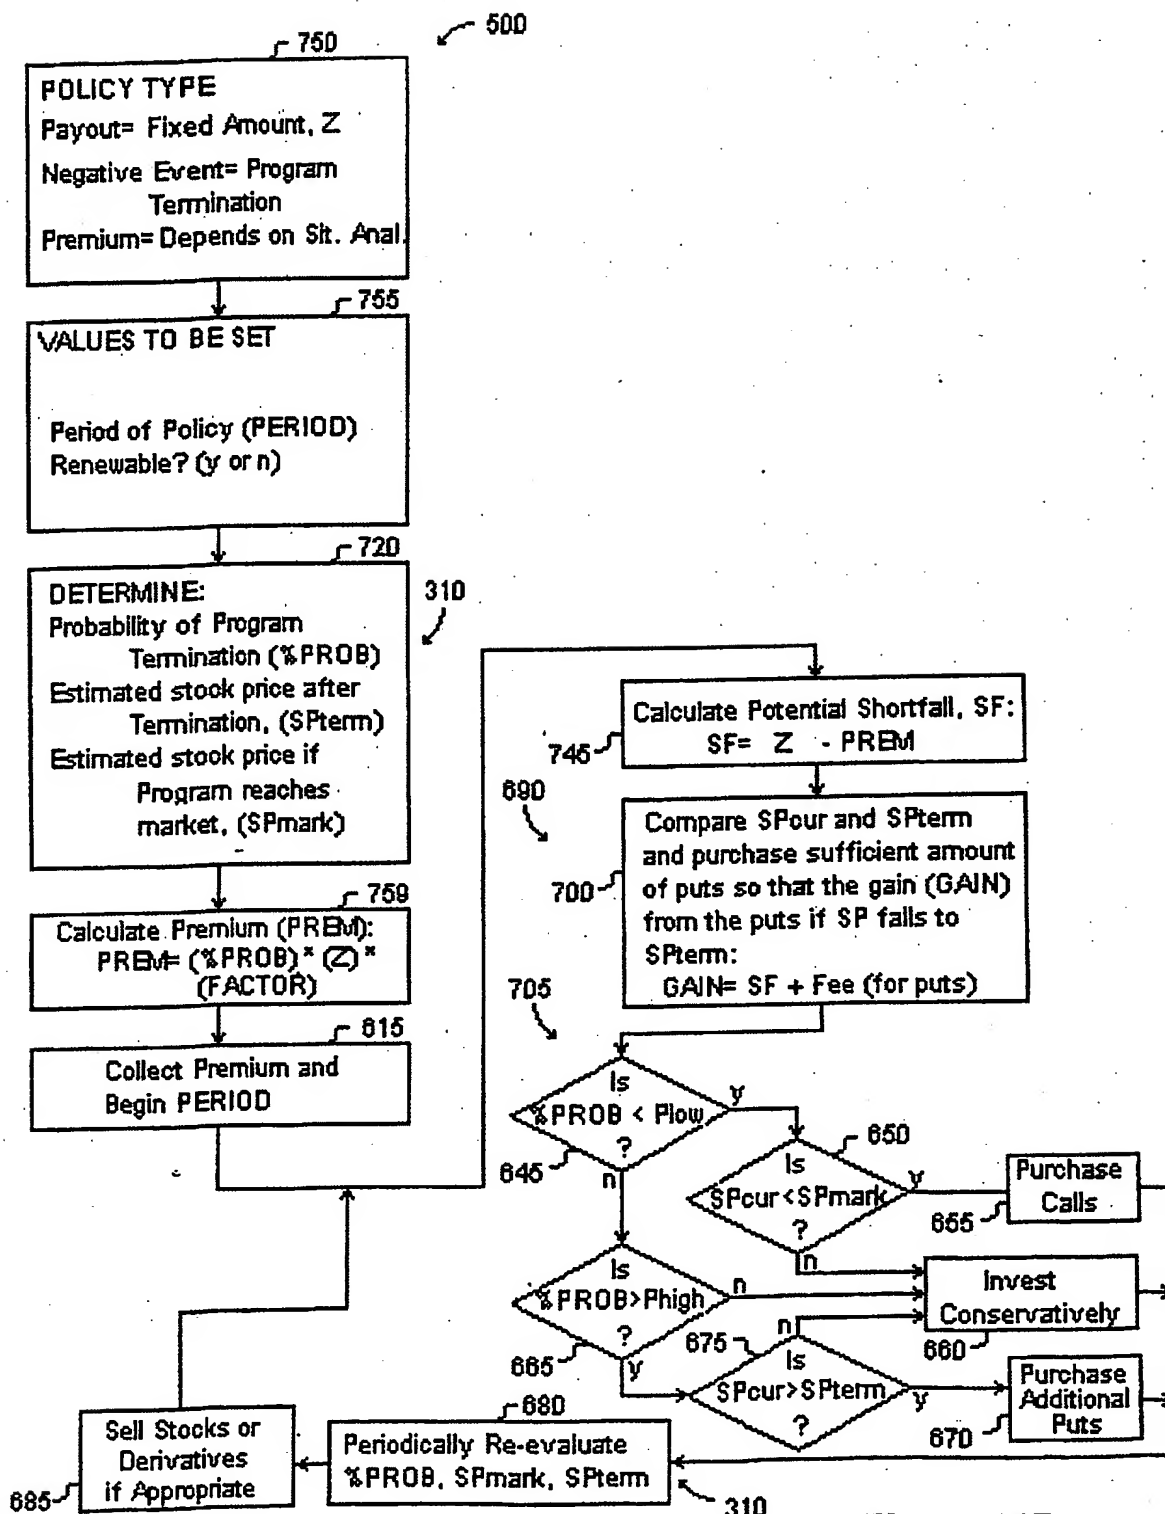 500
750
POLICY TYPE
Payout= Fixed Amount, Z
Negative Event= Program
Termination
Premium= Depends on Sit. Anal.
755
VALUES TO BE SET
Period of Policy (PERIOD)
Renewable? (y or n)
720
DETERMINE:
Probability of Program
Termination (%PROB)
Estimated stock price after
Termination, (SPterm)
Estimated stock price if
Program reaches
market, (SPmark)
310
759
Calculate Premium (PREM):
PREM= (%PROB)* (Z)*
(FACTOR)
615
Collect Premium and
Begin PERIOD
Calculate Potential Shortfall, SF:
SF= Z - PREM
745
690
Compare SPcur and SPterm
and purchase sufficient amount
of puts so that the gain (GAIN)
from the puts if SP falls to
SPterm:
GAIN= SF + Fee (for puts)
700
705
Is
%PROB < Plow
?
y
n
645
650
Is
SPcur<SPmark
?
y
n
655
Purchase
Calls
Is
%PROB>Phigh
?
n
y
665
Invest
Conservatively
660
675
n
Is
SPcur>SPterm
?
y
Purchase
Additional
Puts
670
680
Periodically Re-evaluate
%PROB, SPmark, SPterm
310
Sell Stocks or
Derivatives
if Appropriate
685